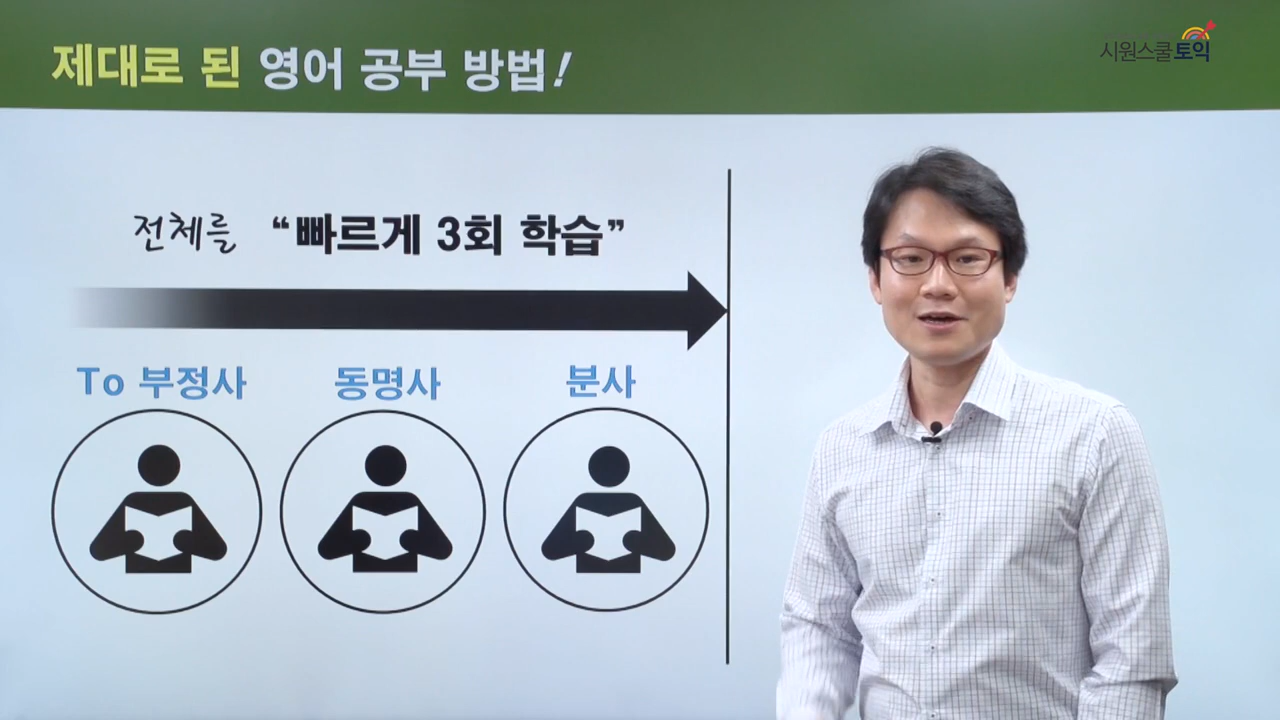 제대로 된 영어 공부 방법!
시원스쿨토익
전체를 “빠르게 3회 학습”
To 부정사 동명사 분사